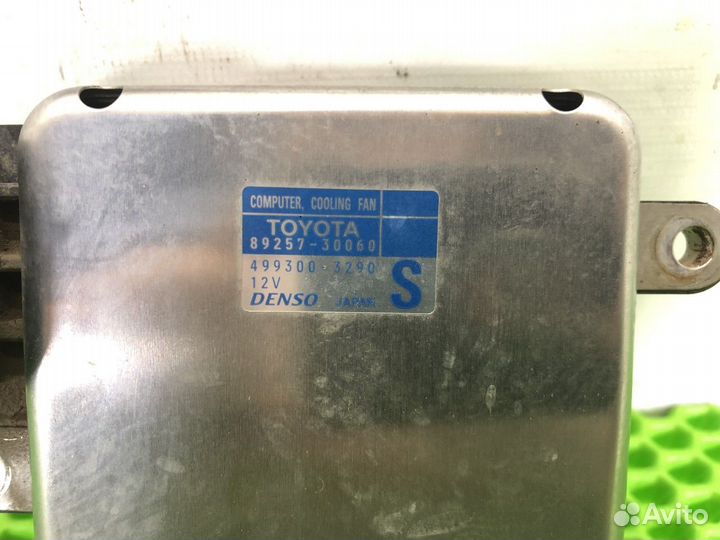 COMPUTER, COOLING FAN
TOYOTA
89257-30060
499300-3290
12V
DENSO JAPAN
S
Avito